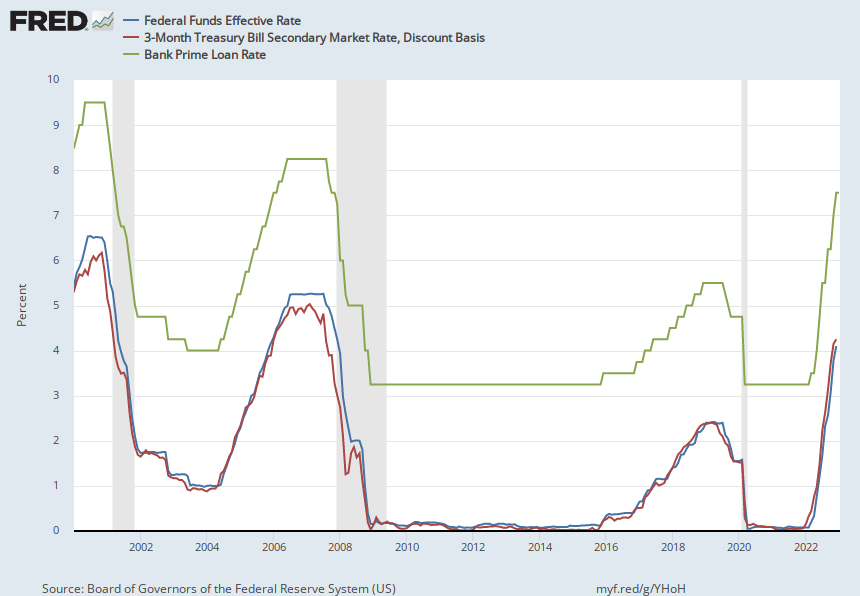 FRED
Federal Funds Effective Rate
3-Month Treasury Bill Secondary Market Rate, Discount Basis
Bank Prime Loan Rate
10
9
8
7
6
5
4
3
2
1
0
Percent
2002 2004 2006 2008 2010 2012 2014 2016 2018 2020 2022
Source: Board of Governors of the Federal Reserve System (US) myf.red/g/YHoH